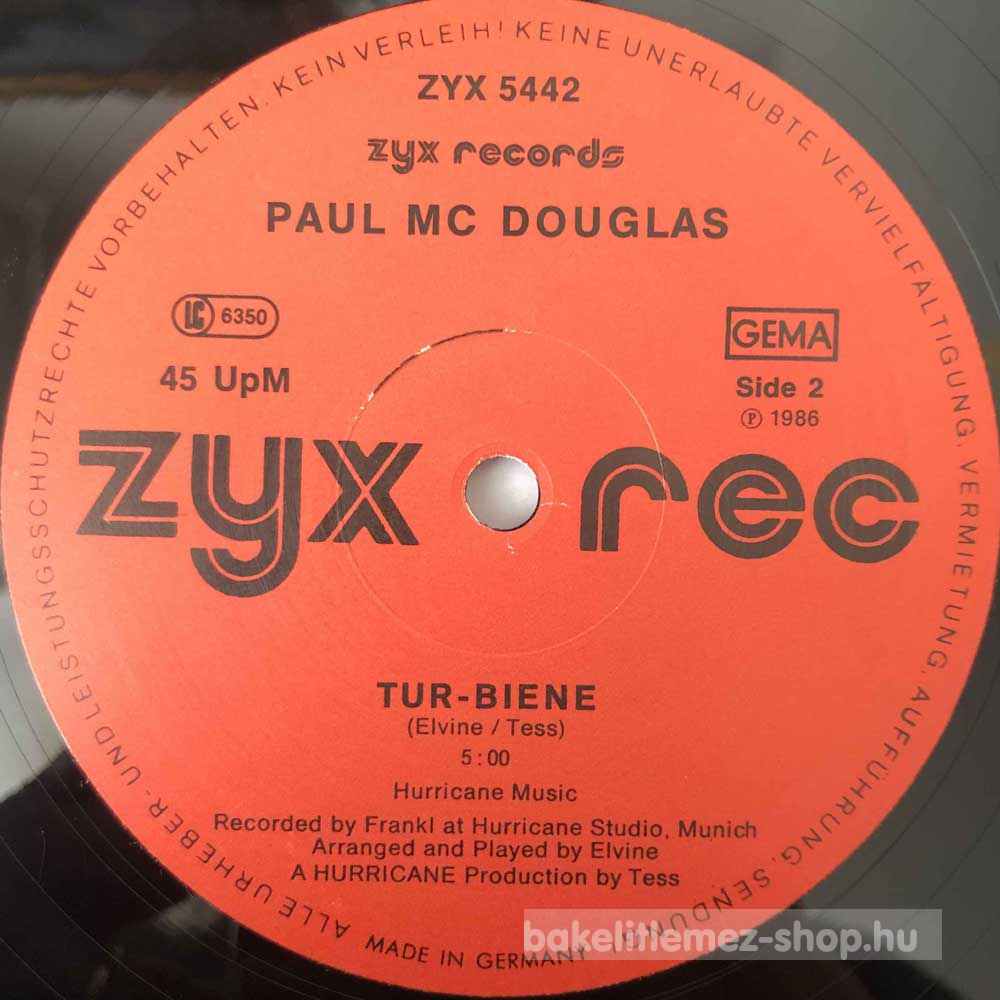 ALLE URHEBER- UND LEISTUNGSSCHUTZRECHTE VORBEHALTEN. KEIN VERLEIH! KEINE UNERLAUBTE VERVIELFÄLTIGUNG, VERMIETUNG, AUFFÜHRUNG, SENDUNG
ZYX 5442
zyx records
PAUL MC DOUGLAS
LC 6350
GEMA
45 UpM
Side 2
℗ 1986
zyx rec
TUR-BIENE
(Elvine / Tess)
5:00
Hurricane Music
Recorded by Frankl at Hurricane Studio, Munich
Arranged and Played by Elvine
A HURRICANE Production by Tess
MADE IN GERMANY
bakelitlemez-shop.hu